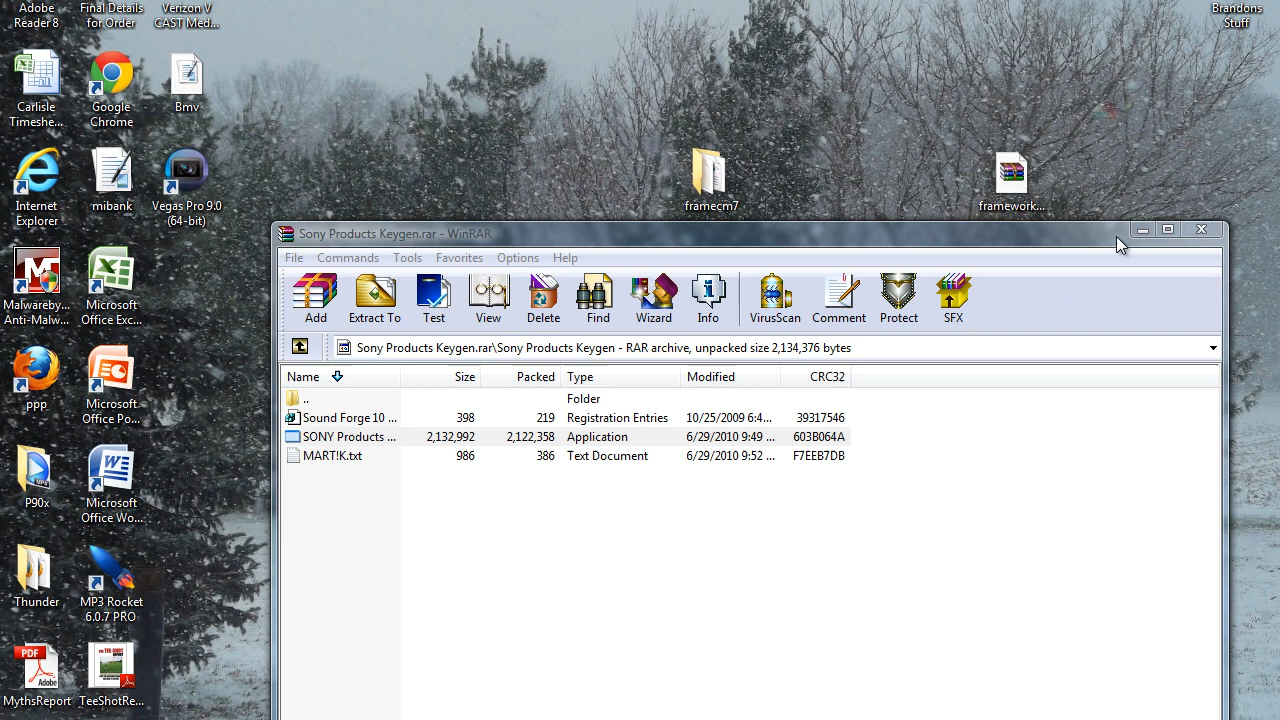 Adobe
Reader 8
Final Details
for Order
Verizon V
CAST Med...
Brandons
Stuff
Carlisle
Timeshe...
Google
Chrome
Bmv
Internet
Explorer
mibank
Vegas Pro 9.0
(64-bit)
framecm7
framework...
Malwareby...
Anti-Malw...
Microsoft
Office Exc...
ppp
Microsoft
Office Po...
P90x
Microsoft
Office Wo...
Thunder
MP3 Rocket
6.0.7 PRO
MythsReport
TeeShotRe...
Sony Products Keygen.rar - WinRAR
File Commands Tools Favorites Options Help
Add Extract To Test View Delete Find Wizard Info VirusScan Comment Protect SFX
Sony Products Keygen.rar\Sony Products Keygen - RAR archive, unpacked size 2,134,376 bytes
Name Size Packed Type Modified CRC32
.. Folder
Sound Forge 10 ... 398 219 Registration Entries 10/25/2009 6:4... D9317546
SONY Products ... 2,132,992 2,122,358 Application 6/29/2010 9:49 ... 603B064A
MART!K.txt 986 386 Text Document 6/29/2010 9:52 ... F7EEB7DB